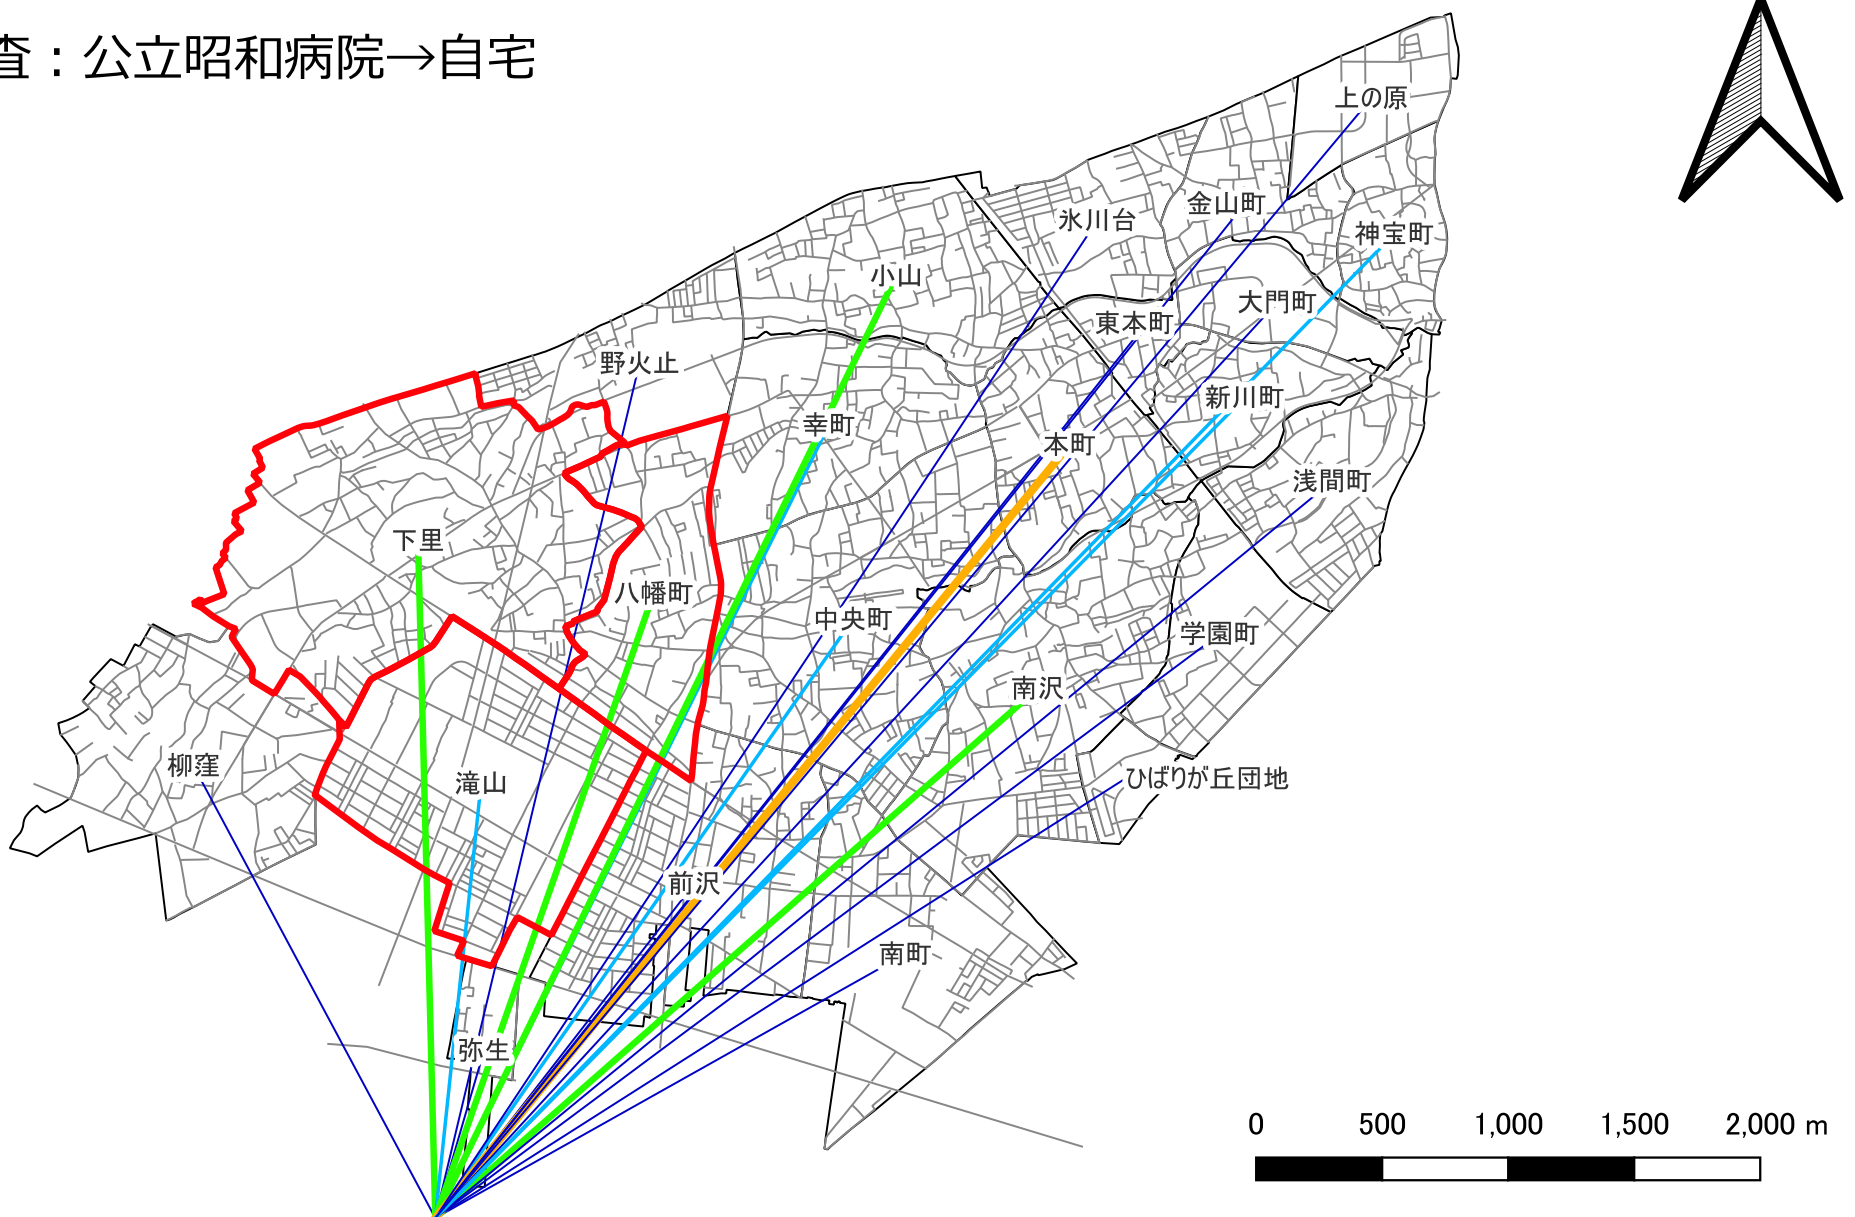 査：公立昭和病院→自宅
上の原
金山町
氷川台
神宝町
小山
大門町
東本町
野火止
新川町
幸町
本町
浅間町
下里
八幡町
中央町
学園町
南沢
柳窪
滝山
ひばりが丘団地
前沢
南町
弥生
0 500 1,000 1,500 2,000 m